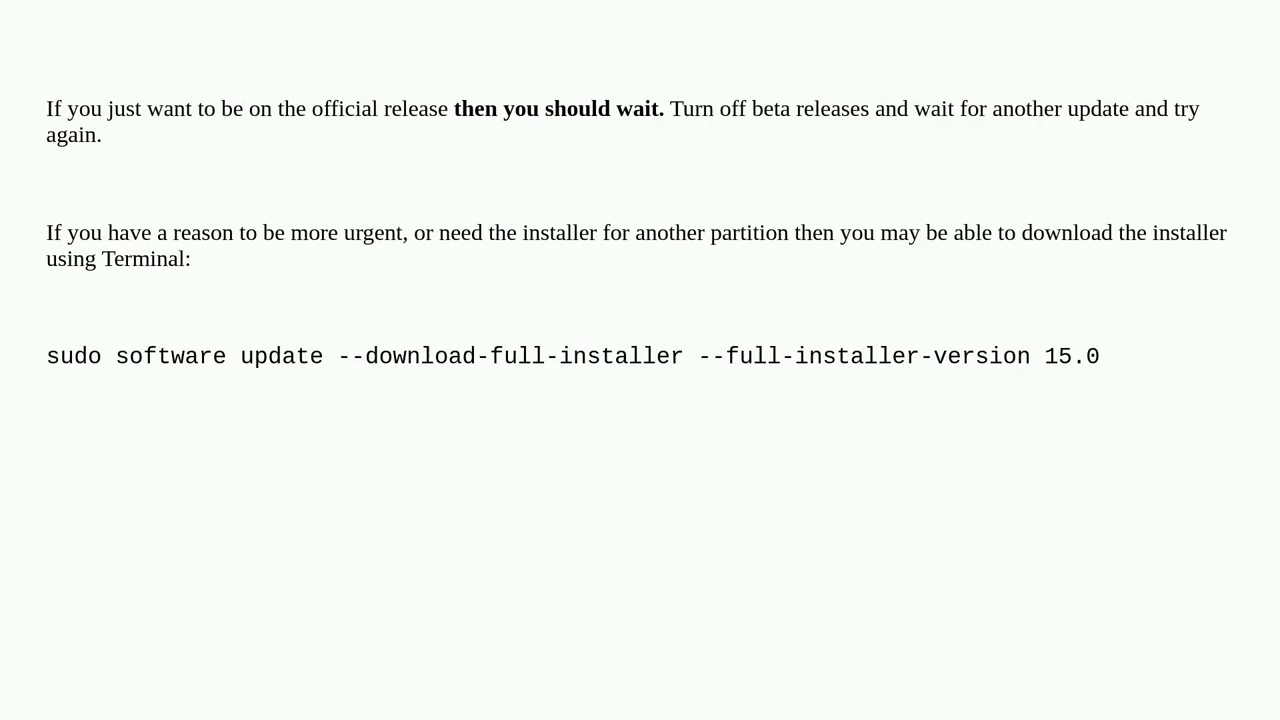 If you just want to be on the official release then you should wait. Turn off beta releases and wait for another update and try
again.
If you have a reason to be more urgent, or need the installer for another partition then you may be able to download the installer
using Terminal:
sudo software update --download-full-installer --full-installer-version 15.0